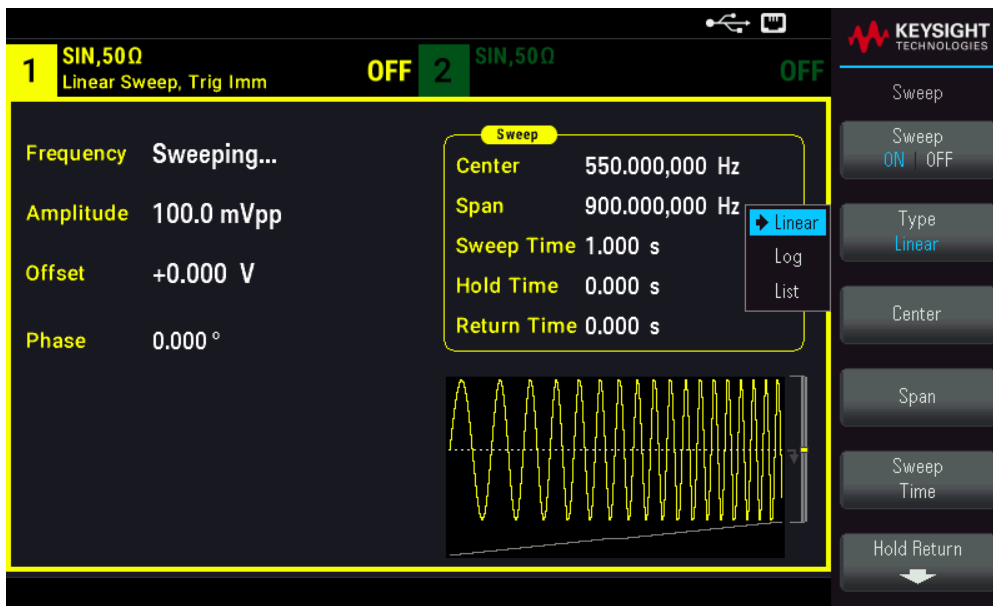 KEYSIGHT
TECHNOLOGIES
1
SIN,50Ω
Linear Sweep, Trig Imm
OFF
2
SIN,50Ω
OFF
Frequency Sweeping...
Amplitude 100.0 mVpp
Offset +0.000 V
Phase 0.000 °
Sweep
Center 550.000,000 Hz
Span 900.000,000 Hz
Sweep Time 1.000 s
Hold Time 0.000 s
Return Time 0.000 s
Linear
Log
List
Sweep
Sweep
ON | OFF
Type
Linear
Center
Span
Sweep
Time
Hold Return